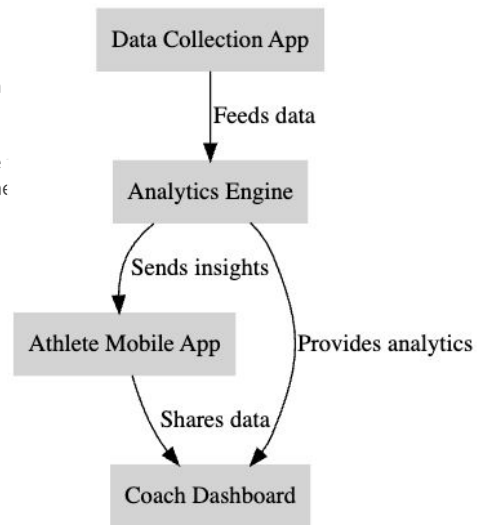 Data Collection App
Feeds data
Analytics Engine
Sends insights
Athlete Mobile App
Provides analytics
Shares data
Coach Dashboard